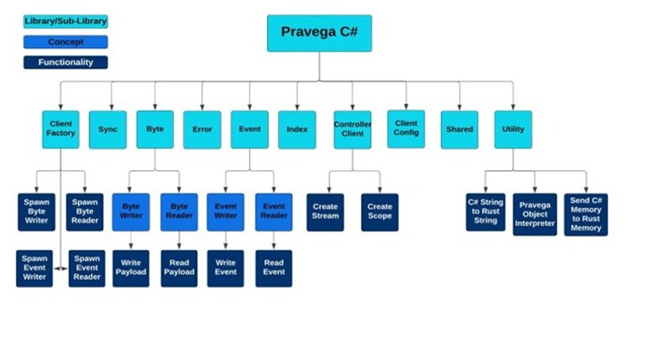 Library/Sub-Library
Concept
Functionality
Pravega C#
Client
Factory
Sync
Byte
Error
Event
Index
Controller
Client
Client
Config
Shared
Utility
Spawn
Byte
Writer
Spawn
Byte
Reader
Byte
Writer
Byte
Reader
Event
Writer
Event
Reader
Create
Stream
Create
Scope
C# String
to Rust
String
Pravega
Object
Interpreter
Send C#
Memory
to Rust
Memory
Spawn
Event
Writer
Spawn
Event
Reader
Write
Payload
Read
Payload
Write
Event
Read
Event